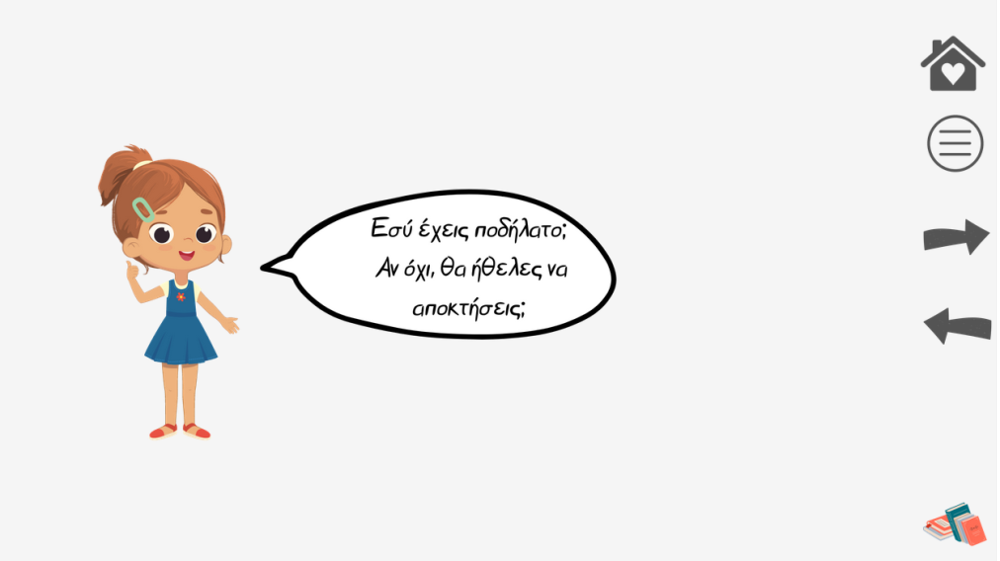 Εσύ έχεις ποδήλατο;
Αν όχι, θα ήθελες να
αποκτήσεις;